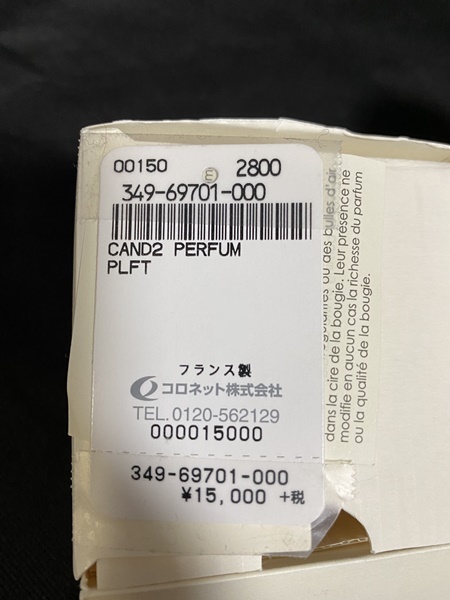 00150 m 2800
349-69701-000
CAND2 PERFUM
PLFT
フランス製
コロネット株式会社
TEL.0120-562129
000015000
349-69701-000
¥15,000 +税
bulles d'air
dans la cire de la bougie. Leur présence ne
modifie en aucun cas la richesse du parfum
ou la qualité de la bougie.